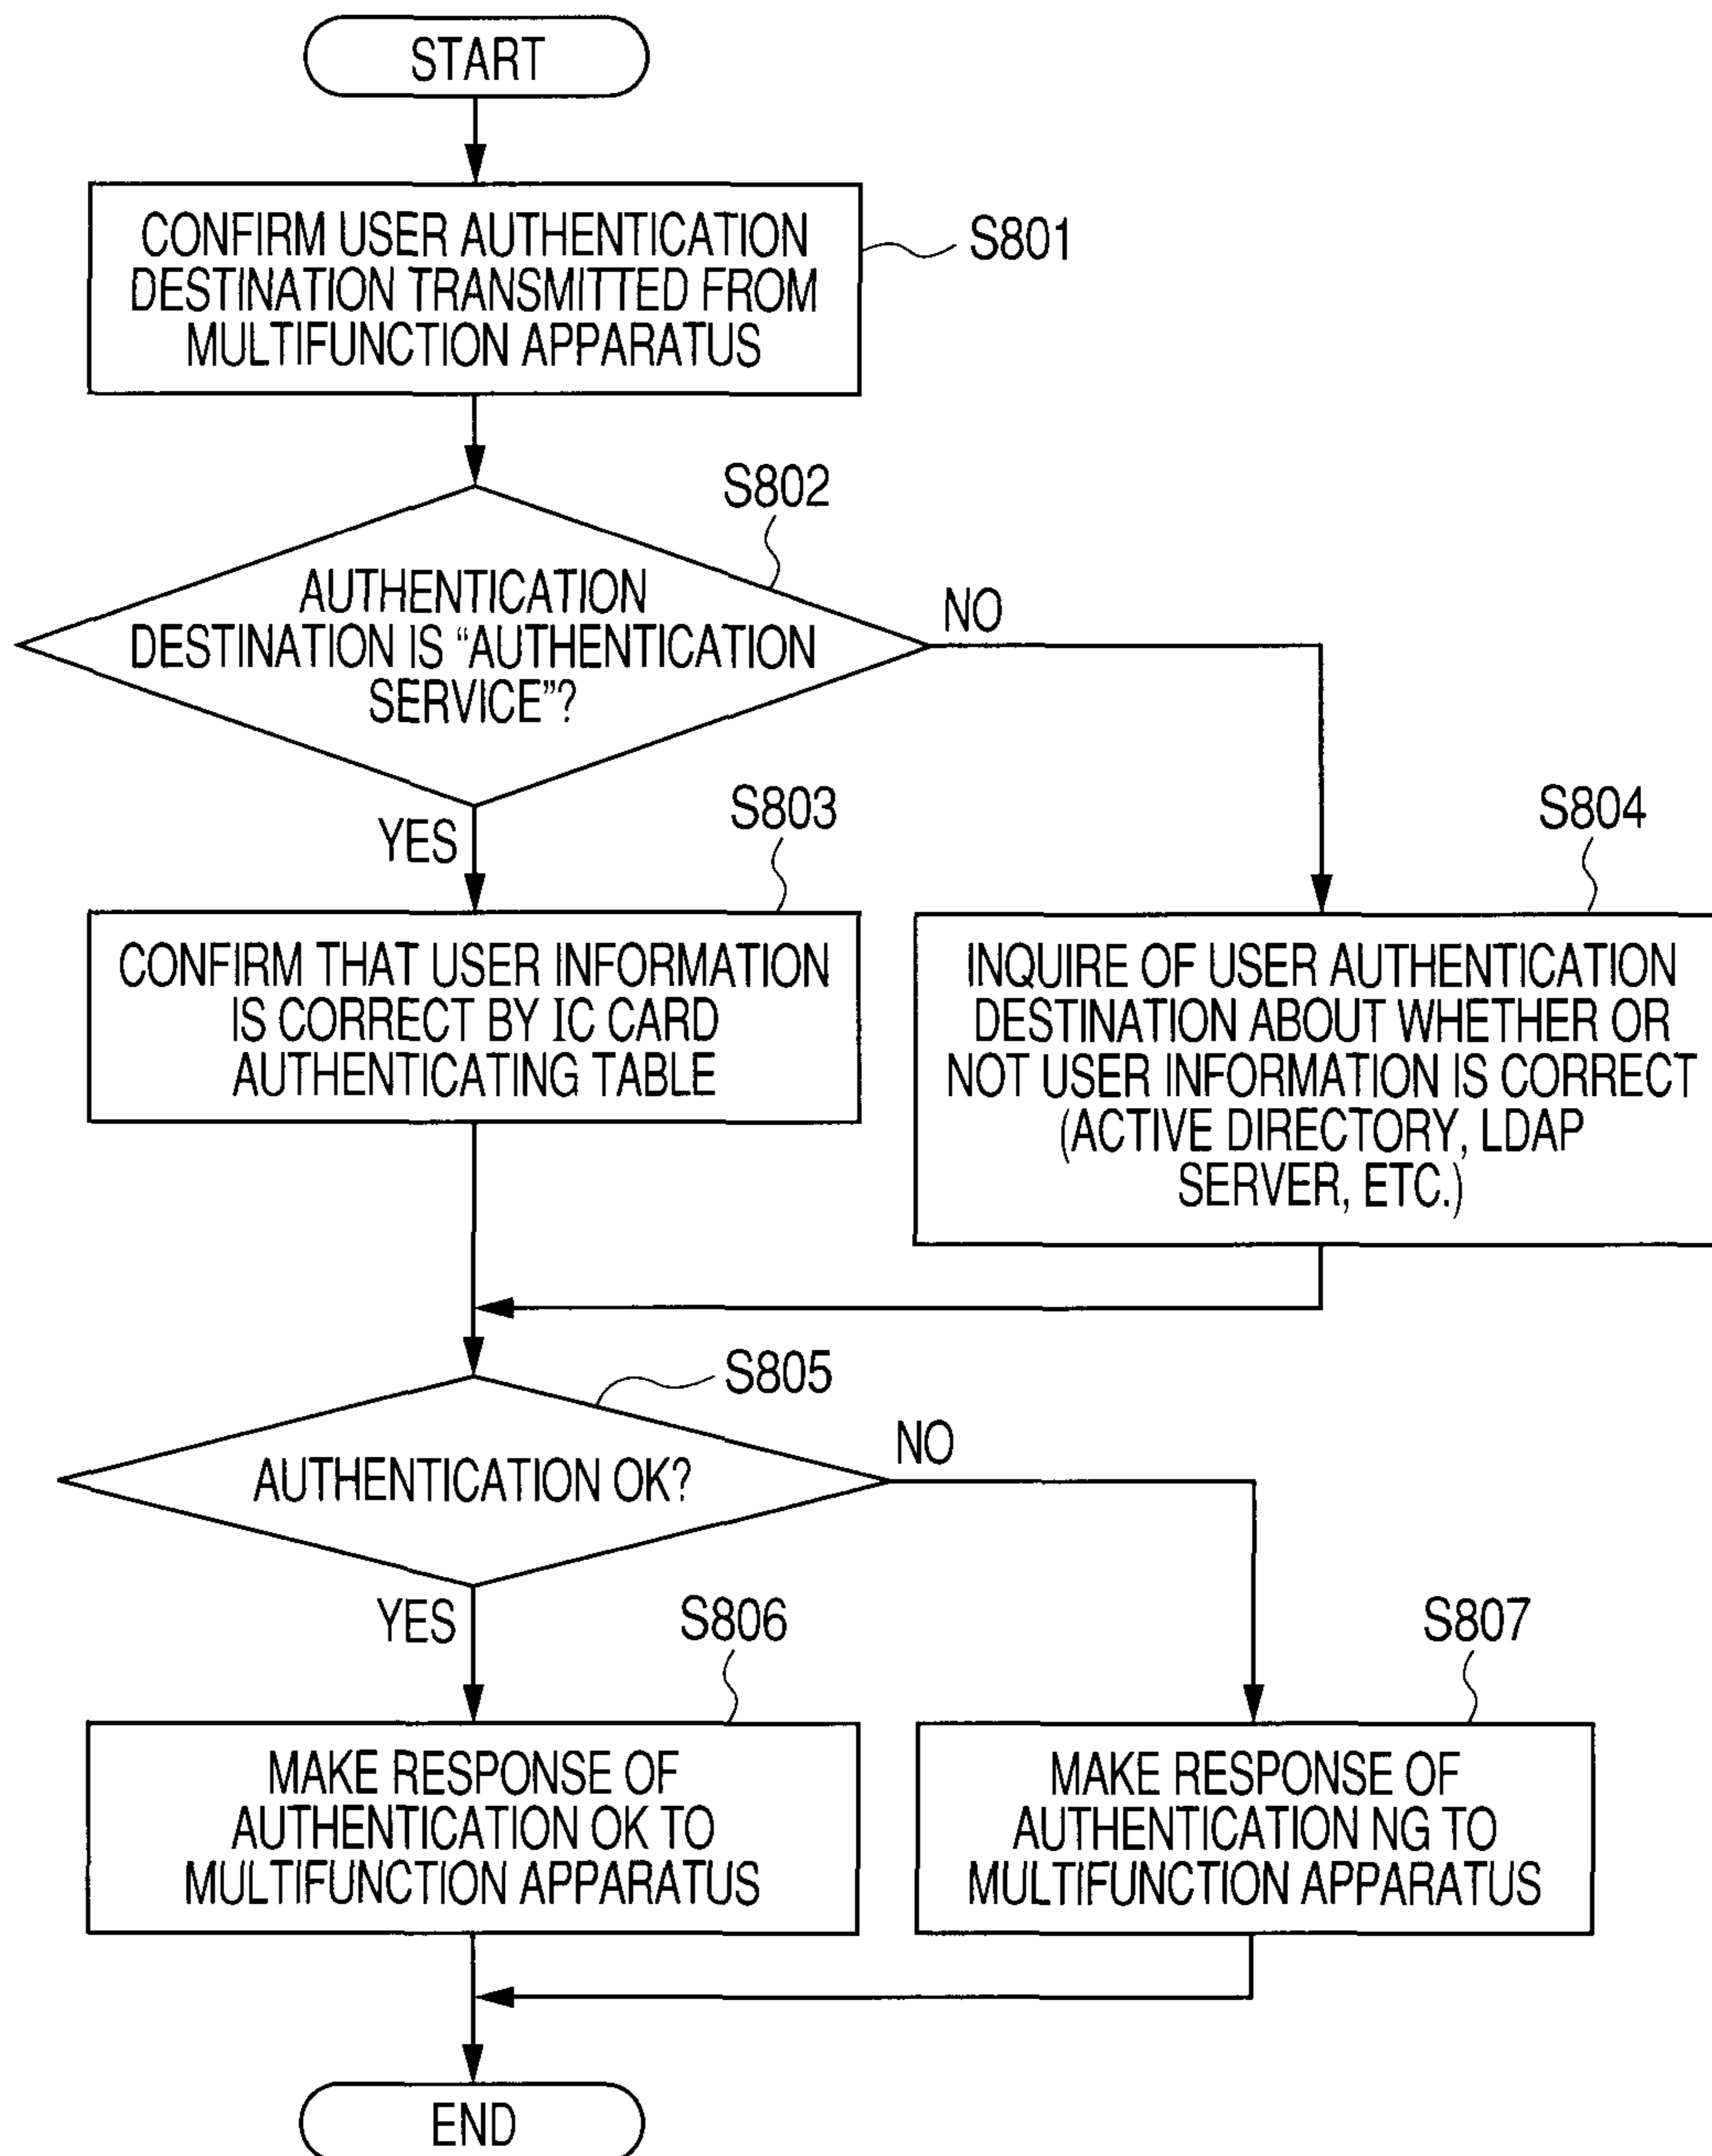 START
CONFIRM USER AUTHENTICATION
DESTINATION TRANSMITTED FROM
MULTIFUNCTION APPARATUS
S801
S802
AUTHENTICATION
DESTINATION IS “AUTHENTICATION
SERVICE”?
NO
YES
S803
CONFIRM THAT USER INFORMATION
IS CORRECT BY IC CARD
AUTHENTICATING TABLE
S804
INQUIRE OF USER AUTHENTICATION
DESTINATION ABOUT WHETHER OR
NOT USER INFORMATION IS CORRECT
(ACTIVE DIRECTORY, LDAP
SERVER, ETC.)
S805
AUTHENTICATION OK?
NO
YES
S806
MAKE RESPONSE OF
AUTHENTICATION OK TO
MULTIFUNCTION APPARATUS
S807
MAKE RESPONSE OF
AUTHENTICATION NG TO
MULTIFUNCTION APPARATUS
END